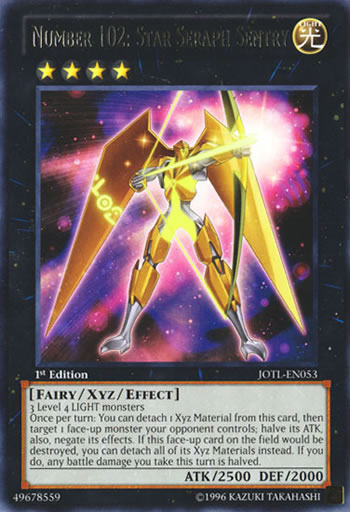 NUMBER 102: STAR SERAPH SENTRY
LIGHT
光
102
1st Edition
JOTL-EN053
[FAIRY/XYZ/EFFECT]
3 Level 4 LIGHT monsters
Once per turn: You can detach 1 Xyz Material from this card, then
target 1 face-up monster your opponent controls; halve its ATK,
also, negate its effects. If this face-up card on the field would be
destroyed, you can detach all of its Xyz Materials instead. If you
do, any battle damage you take this turn is halved.
ATK/2500 DEF/2000
49678559
©1996 KAZUKI TAKAHASHI